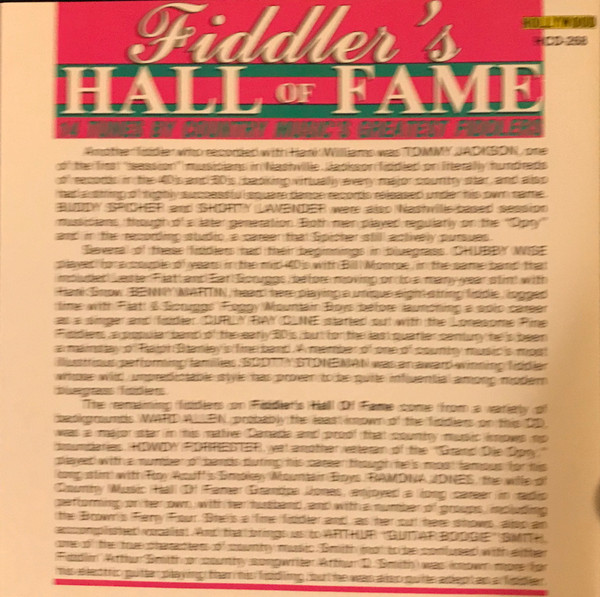 Fiddler's
HOLLYWOOD
HCD-268
HALL OF FAME
14 TUNES BY COUNTRY MUSIC'S GREATEST FIDDLERS
Another fiddler who recorded with Hank Williams was TOMMY JACKSON, one
of the first "session" musicians in Nashville. Jackson fiddled on literally hundreds
of records in the 40's and 50's, backing virtually every major country star, and also
had a string of highly successful square dance records released under his own name.
BUDDY SPICHER and SHORTY LAVENDER were also Nashville-based session
musicians, though of a later generation. Both men played regularly on the "Opry"
and in the recording studio, a career that Spicher still actively pursues.
Several of these fiddlers had their beginnings in bluegrass. CHUBBY WISE
played for a couple of years in the mid-40's with Bill Monroe, in the same band that
included Lester Flatt and Earl Scruggs, before moving on to a many-year stint with
Hank Snow. BENNY MARTIN, heard here playing a unique eight-string fiddle, logged
time with Flatt & Scruggs' Foggy Mountain Boys before launching a solo career
as a singer and fiddler. CURLY RAY CLINE started out with the Lonesome Pine
Fiddlers, a popular band of the early 50's, but for the last quarter century he's been
a mainstay of Ralph Stanley's fine band. A member of one of country music's most
illustrious performing families, SCOTTY STONEMAN was an award-winning fiddler
whose wild, unpredictable style has proven to be quite influential among modern
bluegrass fiddlers.
The remaining fiddlers on Fiddler's Hall Of Fame come from a variety of
backgrounds. WARD ALLEN, probably the least known of the fiddlers on this CD,
was a major star in his native Canada and proof that country music knows no
boundaries. HOWDY FORRESTER, yet another veteran of the "Grand Ole Opry,"
played with a number of bands during his career though he's most famous for his
long stint with Roy Acuff's Smokey Mountain Boys. RAMONA JONES, the wife of
Country Music Hall Of Famer Grandpa Jones, enjoyed a long career in radio
performing on her own, with her husband, and with a number of groups, including
the Brown's Ferry Four. She's a fine fiddler and, as her cut here shows, also an
accomplished vocalist. And that brings us to ARTHUR "GUITAR BOOGIE" SMITH,
one of the true characters of country music. Smith (not to be confused with either
Fiddlin' Arthur Smith or country songwriter Arthur Q. Smith) was known more for
his electric guitar playing than his fiddling, but he was also quite adept as a fiddler.